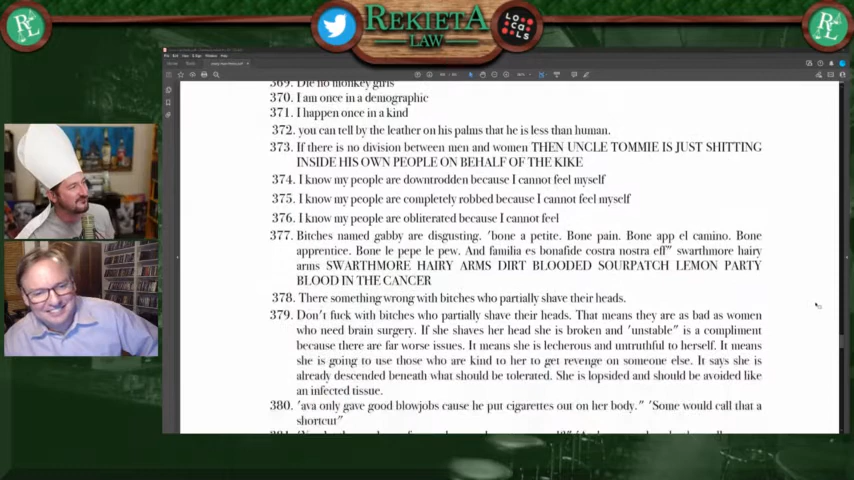 RL
REKIETA
LAW
LOCALS
RL
369. Die no monkey girls
370. I am once in a demographic
371. I happen once in a kind
372. you can tell by the leather on his palms that he is less than human.
373. If there is no division between men and women THEN UNCLE TOMMIE IS JUST SHITTING
INSIDE HIS OWN PEOPLE ON BEHALF OF THE KIKE
374. I know my people are downtrodden because I cannot feel myself
375. I know my people are completely robbed because I cannot feel myself
376. I know my people are obliterated because I cannot feel
377. Bitches named gabby are disgusting. 'bone a petite. Bone pain. Bone app el camino. Bone
apprentice. Bone le pepe le pew. And familia es bonafide costra nostra eff" swarthmore hairy
arms SWARTHMORE HAIRY ARMS DIRT BLOODED SOURPATCH LEMON PARTY
BLOOD IN THE CANCER
378. There something wrong with bitches who partially shave their heads.
379. Don't fuck with bitches who partially shave their heads. That means they are as bad as women
who need brain surgery. If she shaves her head she is broken and 'unstable" is a compliment
because there are far worse issues. It means she is lecherous and untruthful to herself. It means
she is going to use those who are kind to her to get revenge on someone else. It says she is
already descended beneath what should be tolerated. She is lopsided and should be avoided like
an infected tissue.
380. 'ava only gave good blowjobs cause he put cigarettes out on her body." 'Some would call that a
shortcut"